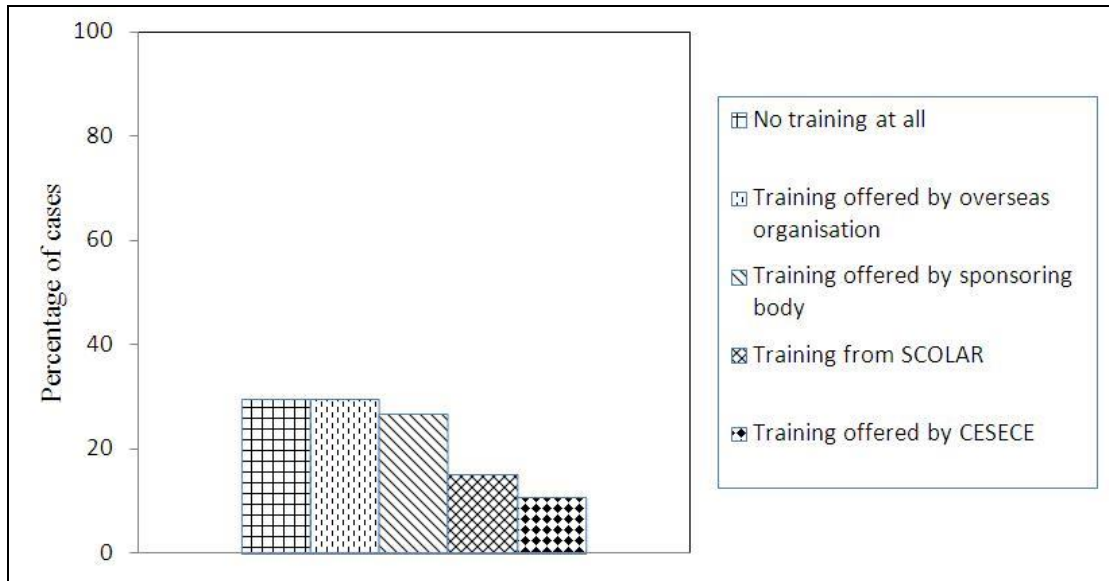 100
80
60
40
20
0
Percentage of cases
No training at all
Training offered by overseas
organisation
Training offered by sponsoring
body
Training from SCOLAR
Training offered by CESECE